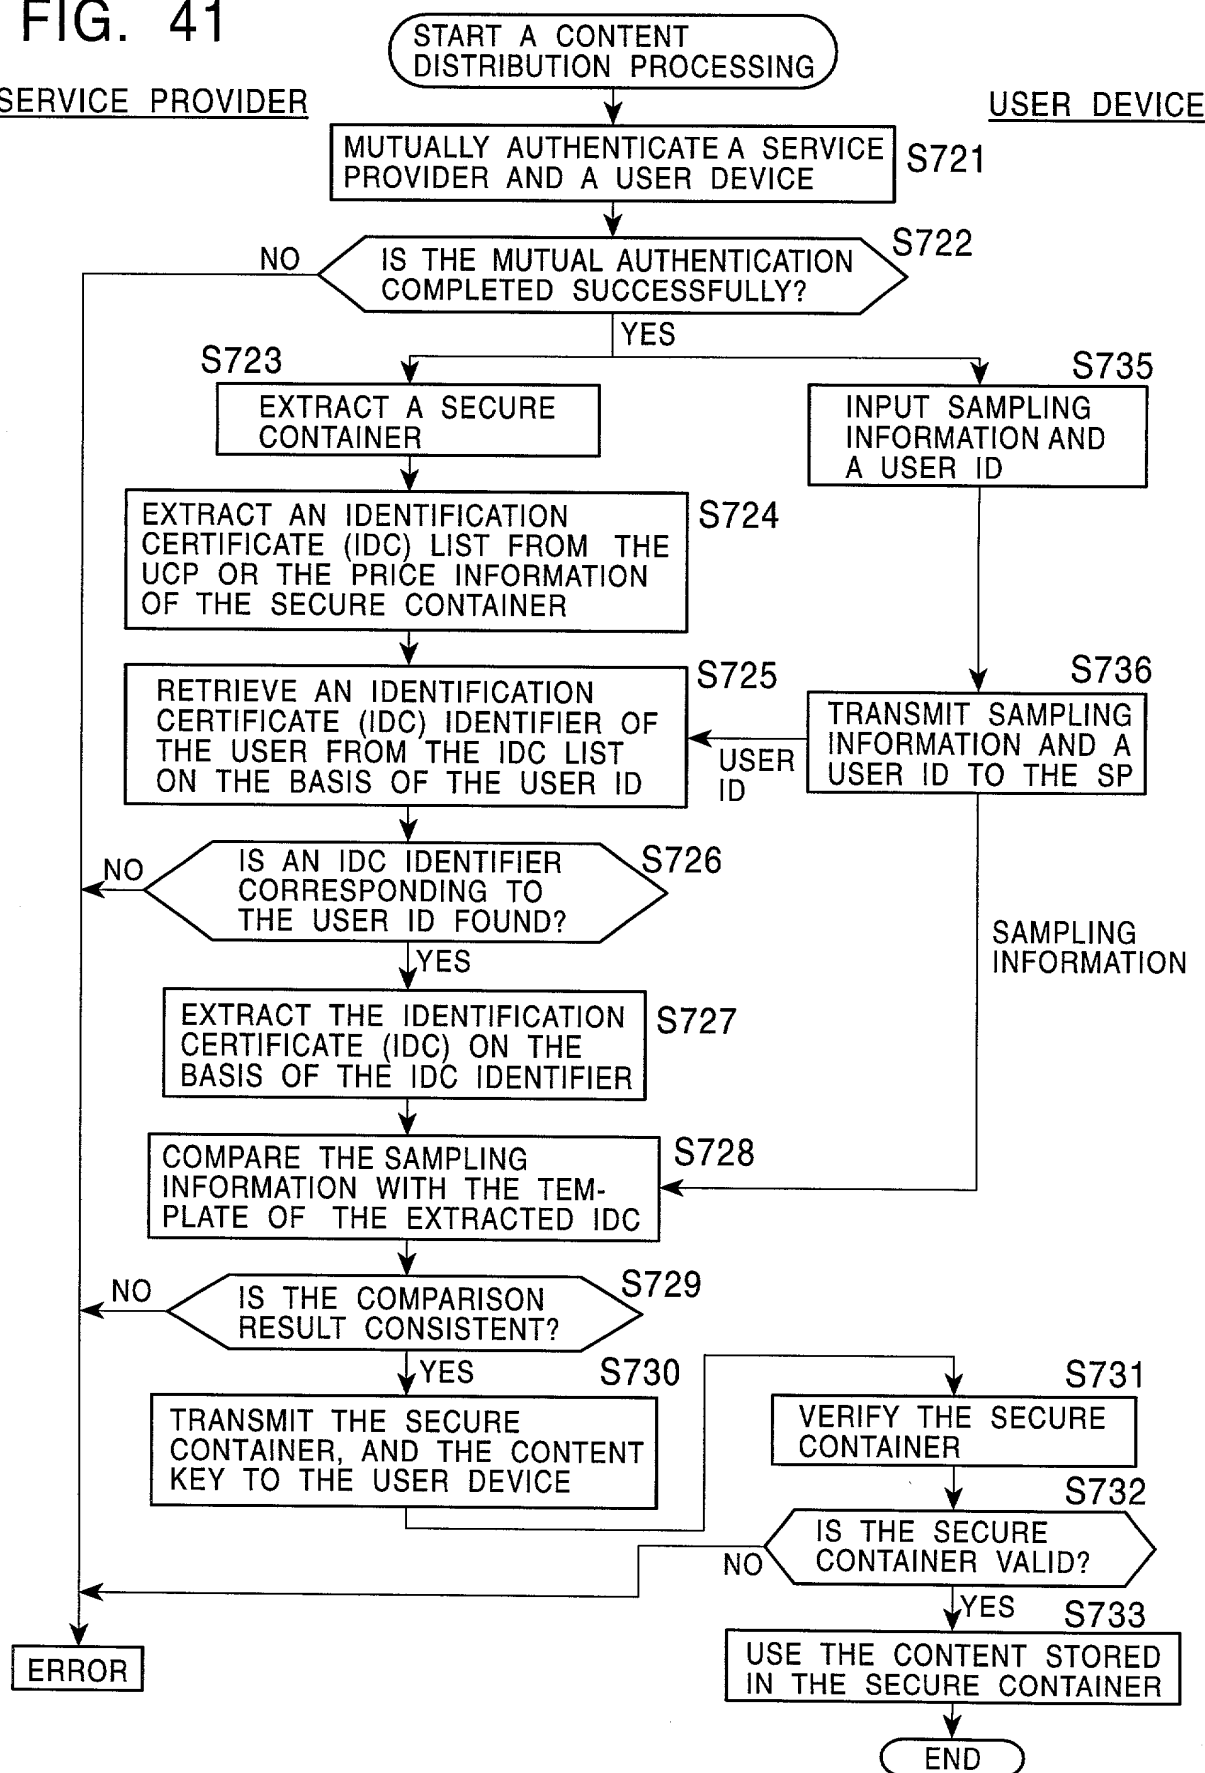 FIG. 41
START A CONTENT
DISTRIBUTION PROCESSING
SERVICE PROVIDER
USER DEVICE
MUTUALLY AUTHENTICATE A SERVICE
PROVIDER AND A USER DEVICE
S721
S722
NO
IS THE MUTUAL AUTHENTICATION
COMPLETED SUCCESSFULLY?
YES
S723
EXTRACT A SECURE
CONTAINER
S735
INPUT SAMPLING
INFORMATION AND
A USER ID
S724
EXTRACT AN IDENTIFICATION
CERTIFICATE (IDC) LIST FROM THE
UCP OR THE PRICE INFORMATION
OF THE SECURE CONTAINER
S725
RETRIEVE AN IDENTIFICATION
CERTIFICATE (IDC) IDENTIFIER OF
THE USER FROM THE IDC LIST
ON THE BASIS OF THE USER ID
S736
TRANSMIT SAMPLING
INFORMATION AND A
USER ID TO THE SP
USER
ID
S726
NO
IS AN IDC IDENTIFIER
CORRESPONDING TO
THE USER ID FOUND?
YES
SAMPLING
INFORMATION
EXTRACT THE IDENTIFICATION
CERTIFICATE (IDC) ON THE
BASIS OF THE IDC IDENTIFIER
S727
COMPARE THE SAMPLING
INFORMATION WITH THE TEM-
PLATE OF THE EXTRACTED IDC
S728
S729
NO
IS THE COMPARISON
RESULT CONSISTENT?
YES
S730
TRANSMIT THE SECURE
CONTAINER, AND THE CONTENT
KEY TO THE USER DEVICE
S731
VERIFY THE SECURE
CONTAINER
S732
IS THE SECURE
CONTAINER VALID?
NO
YES
S733
USE THE CONTENT STORED
IN THE SECURE CONTAINER
ERROR
END